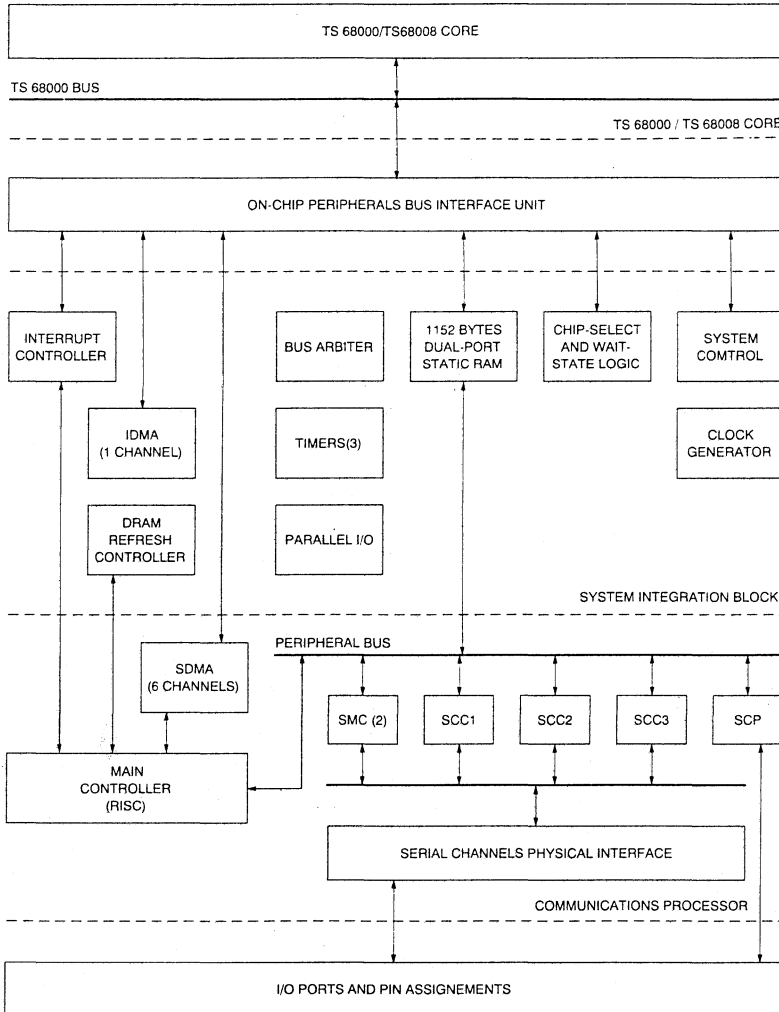 TS 68000/TS68008 CORE
TS 68000 BUS
TS 68000 / TS 68008 CORE
ON-CHIP PERIPHERALS BUS INTERFACE UNIT
INTERRUPT
CONTROLLER
BUS ARBITER
1152 BYTES
DUAL-PORT
STATIC RAM
CHIP-SELECT
AND WAIT-
STATE LOGIC
SYSTEM
COMTROL
IDMA
(1 CHANNEL)
TIMERS(3)
CLOCK
GENERATOR
DRAM
REFRESH
CONTROLLER
PARALLEL I/O
SYSTEM INTEGRATION BLOCK
PERIPHERAL BUS
SDMA
(6 CHANNELS)
SMC (2)
SCC1
SCC2
SCC3
SCP
MAIN
CONTROLLER
(RISC)
SERIAL CHANNELS PHYSICAL INTERFACE
COMMUNICATIONS PROCESSOR
I/O PORTS AND PIN ASSIGNEMENTS